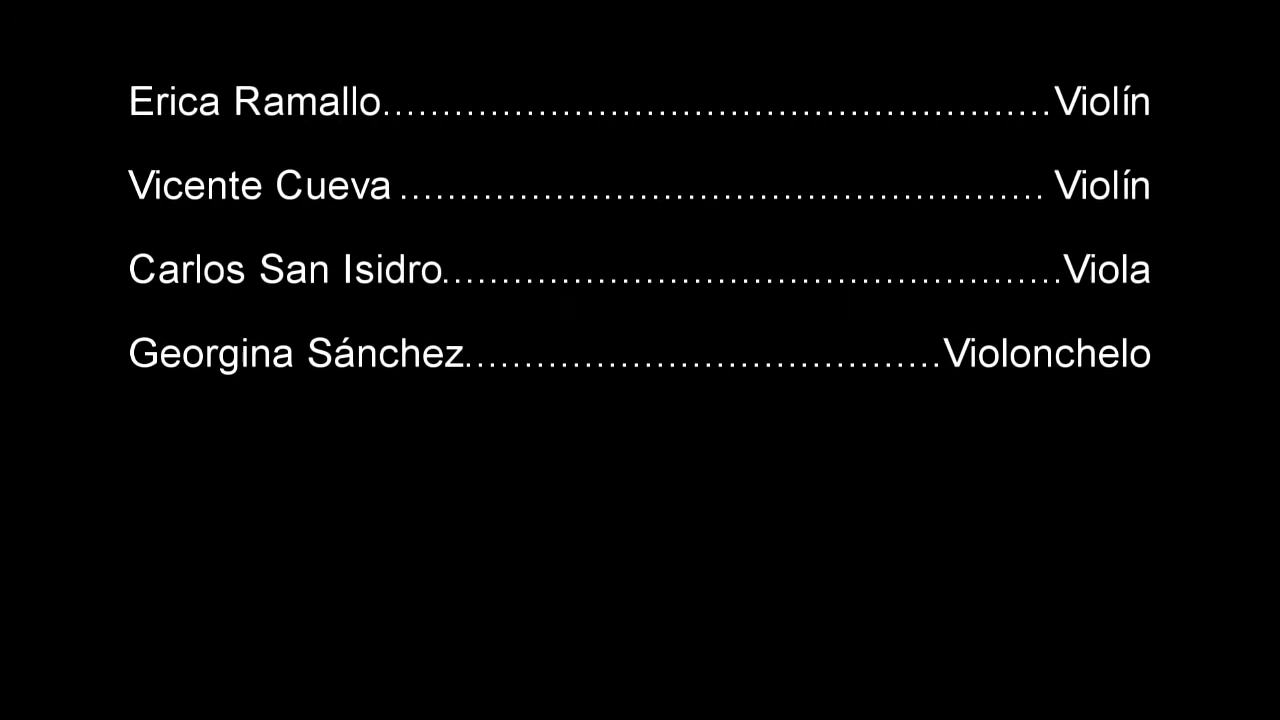 Erica Ramallo........................................................Violín
Vicente Cueva ...................................................... Violín
Carlos San Isidro....................................................Viola
Georgina Sánchez........................................Violonchelo